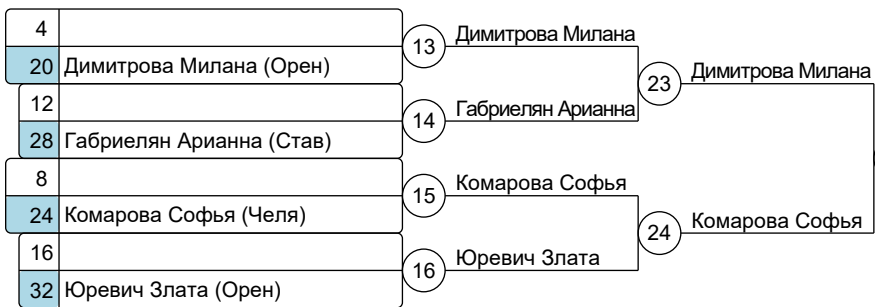 4
20 Димитрова Милана (Орен)
12
28 Габриелян Арианна (Став)
8
24 Комарова Софья (Челя)
16
32 Юревич Злата (Орен)
13
Димитрова Милана
14
Габриелян Арианна
15
Комарова Софья
16
Юревич Злата
23
Димитрова Милана
24
Комарова Софья